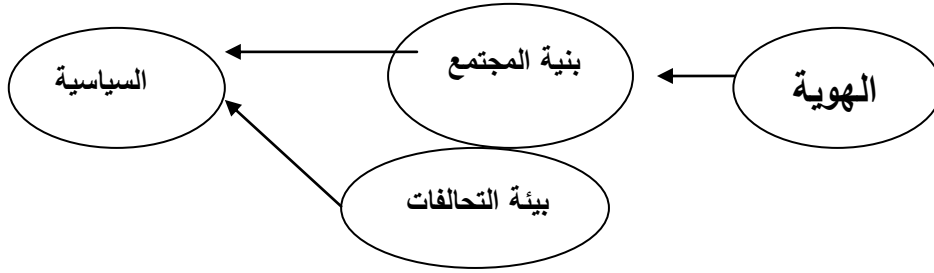 الهوية
بنية المجتمع
السياسية
بيئة التحالفات